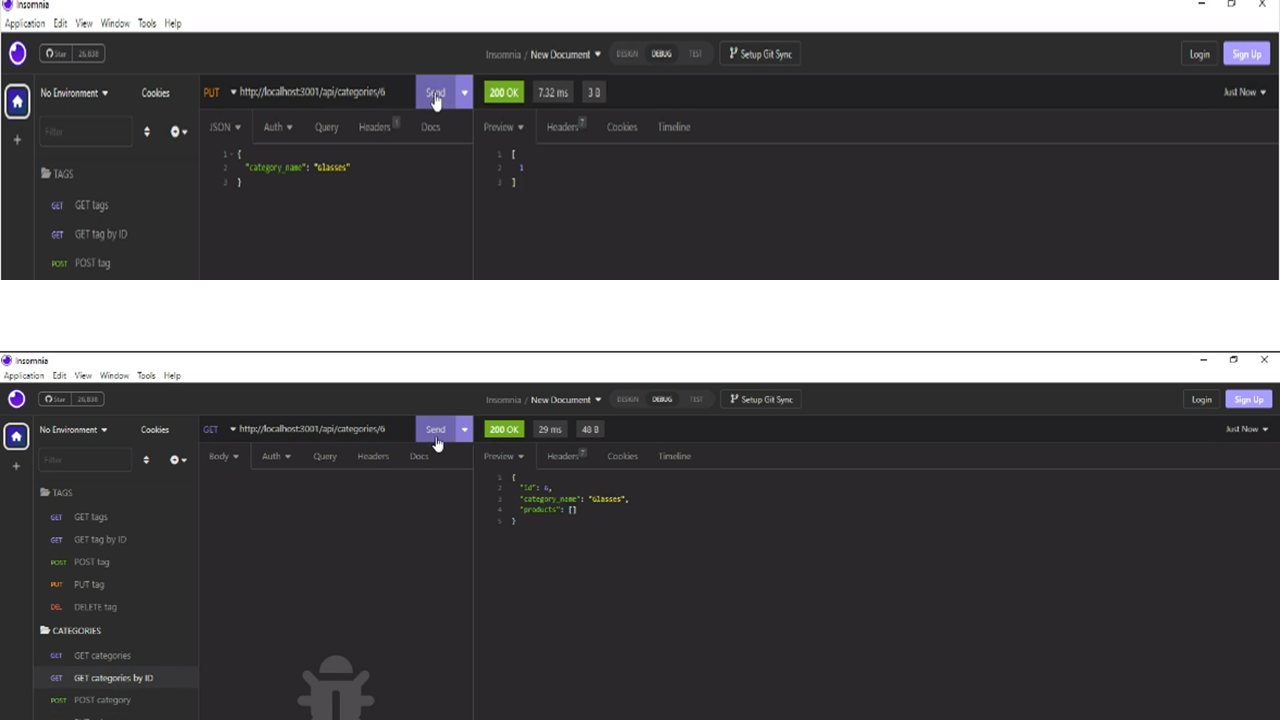 Insomnia
Application Edit View Window Tools Help
Star 26,838
Insomnia / New Document DESIGN DEBUG TEST Setup Git Sync Login Sign Up
No Environment Cookies PUT http://localhost:3001/api/categories/6 Send 200 OK 7.32 ms 3 B Just Now
Filter JSON Auth Query Headers 1 Docs Preview Headers 7 Cookies Timeline
1 { 1 [
2 "category_name": "Glasses" 2 1
3 } 3 ]
TAGS
GET GET tags
GET GET tag by ID
POST POST tag
Insomnia
Application Edit View Window Tools Help
Star 26,838
Insomnia / New Document DESIGN DEBUG TEST Setup Git Sync Login Sign Up
No Environment Cookies GET http://localhost:3001/api/categories/6 Send 200 OK 29 ms 48 B Just Now
Filter Body Auth Query Headers Docs Preview Headers 7 Cookies Timeline
1 {
2 "id": 6,
3 "category_name": "Glasses",
4 "products": []
5 }
TAGS
GET GET tags
GET GET tag by ID
POST POST tag
PUT PUT tag
DEL DELETE tag
CATEGORIES
GET GET categories
GET GET categories by ID
POST POST category